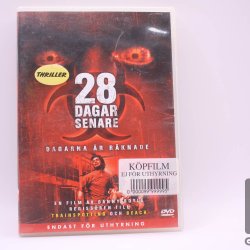 THRILLER
28
DAGAR
SENARE
DAGARNA ÄR RÄKNADE
KÖPFILM
EJ FÖR UTHYRNING
EN FILM AV DANNY BOYLE
REGISSÖREN TILL
TRAINSPOTTING OCH BEACH
DVD
ENDAST FÖR UTHYRNING